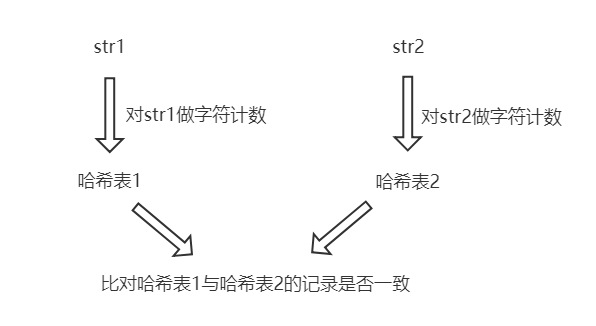 str1
str2
对str1做字符计数
对str2做字符计数
哈希表1
哈希表2
比对哈希表1与哈希表2的记录是否一致